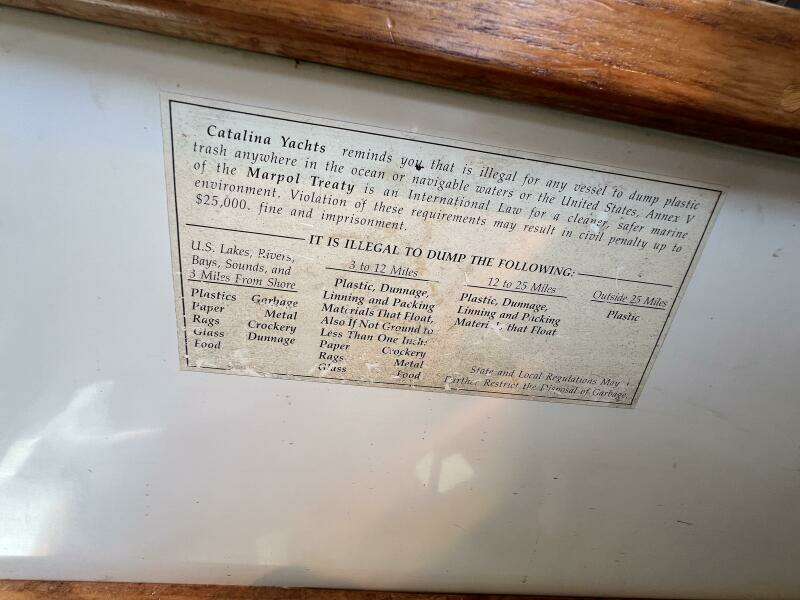 Catalina Yachts reminds you that is illegal for any vessel to dump plastic
trash anywhere in the ocean or navigable waters or the United States. Annex V
of the Marpol Treaty is an International Law for a cleaner, safer marine
environment. Violation of these requirements may result in civil penalty up to
$25,000. fine and imprisonment.
IT IS ILLEGAL TO DUMP THE FOLLOWING:
U.S. Lakes, Rivers,
Bays, Sounds, and
3 Miles From Shore
Plastics Garbage
Paper Metal
Rags Crockery
Glass Dunnage
Food
3 to 12 Miles
Plastic, Dunnage,
Linning and Packing
Materials That Float,
Also If Not Ground to
Less Than One Inch:
Paper Crockery
Rags Metal
Glass Food
12 to 25 Miles
Plastic, Dunnage,
Linning and Packing
Materials that Float
Outside 25 Miles
Plastic
State and Local Regulations May
Further Restrict the Disposal of Garbage.